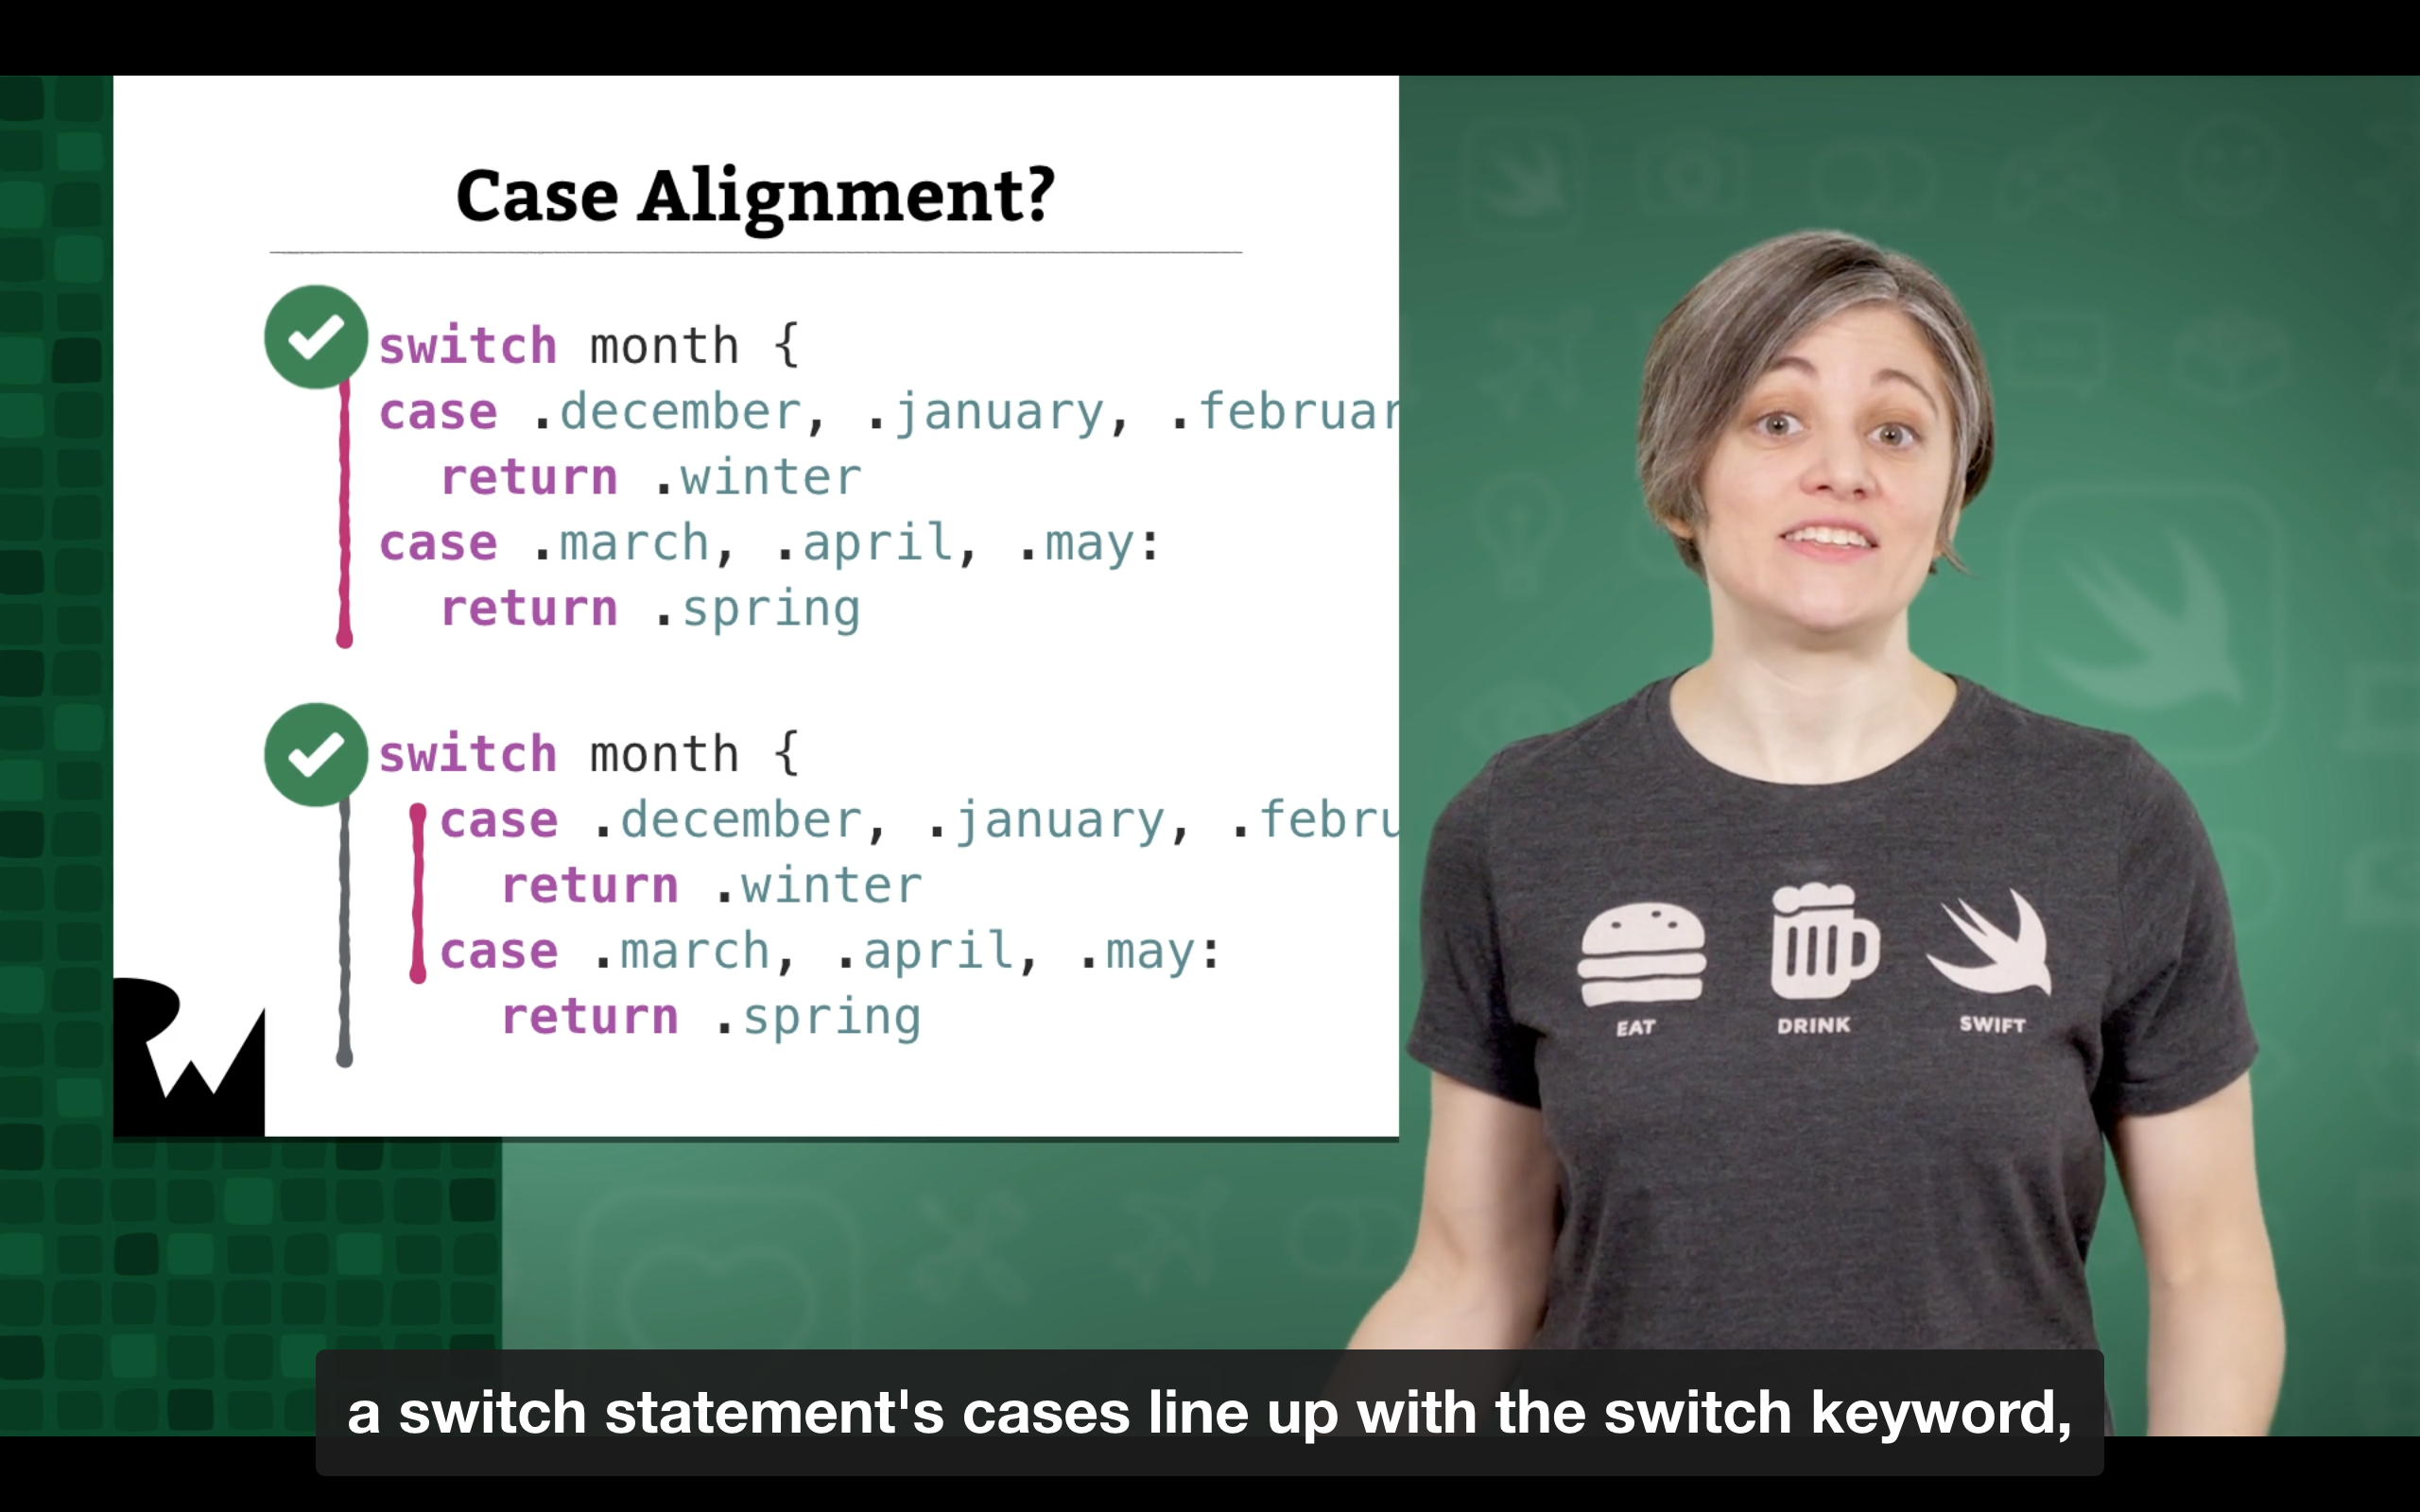 Case Alignment?
switch month {
case .december, .january, .februar
return .winter
case .march, .april, .may:
return .spring
switch month {
case .december, .january, .febru
return .winter
case .march, .april, .may:
return .spring
EAT DRINK SWIFT
a switch statement's cases line up with the switch keyword,